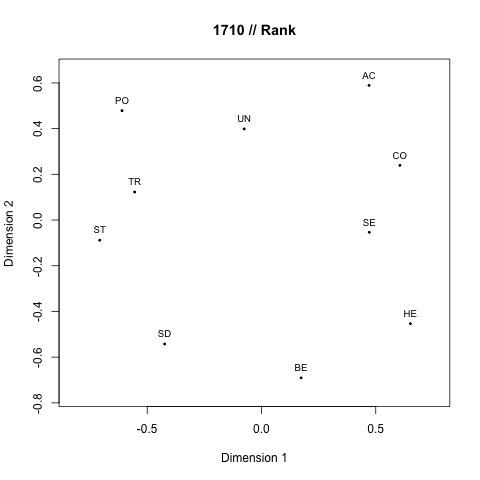 1710 // Rank
AC
PO
UN
CO
TR
SE
ST
HE
SD
BE
0.6
0.4
0.2
0.0
-0.2
-0.4
-0.6
-0.8
Dimension 2
-0.5
0.0
0.5
Dimension 1